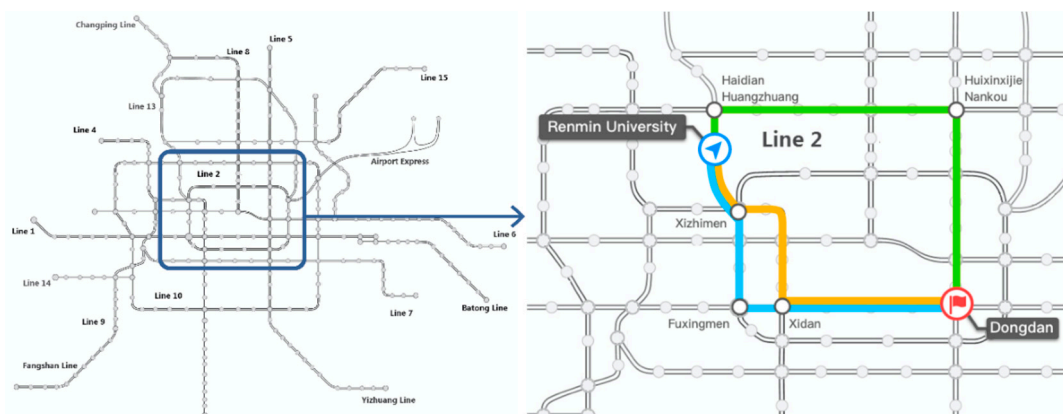 Changping Line
Line 8
Line 5
Line 15
Line 13
Line 4
Airport Express
Line 2
Line 1
Line 6
Line 14
Line 10
Line 9
Line 7
Batong Line
Fangshan Line
Yizhuang Line
Haidian
Huangzhuang
Huixinxijie
Nankou
Renmin University
Line 2
Xizhimen
Fuxingmen
Xidan
Dongdan